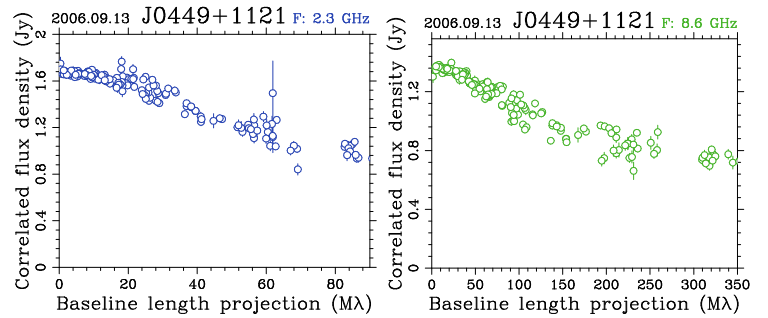 2006.09.13 J0449+1121 F: 2.3 GHz
Correlated flux density (Jy)
2
1.6
1.2
0.8
0.4
0
0 20 40 60 80
Baseline length projection (Mλ)
2006.09.13 J0449+1121 F: 8.6 GHz
Correlated flux density (Jy)
1.2
0.8
0.4
0
0 50 100 150 200 250 300 350
Baseline length projection (Mλ)